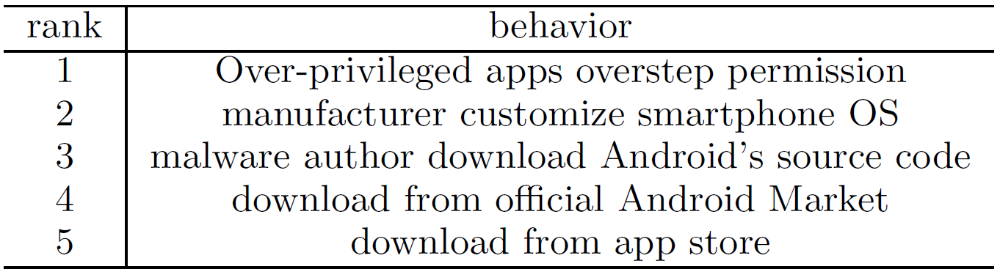 rank behavior
1 Over-privileged apps overstep permission
2 manufacturer customize smartphone OS
3 malware author download Android's source code
4 download from official Android Market
5 download from app store